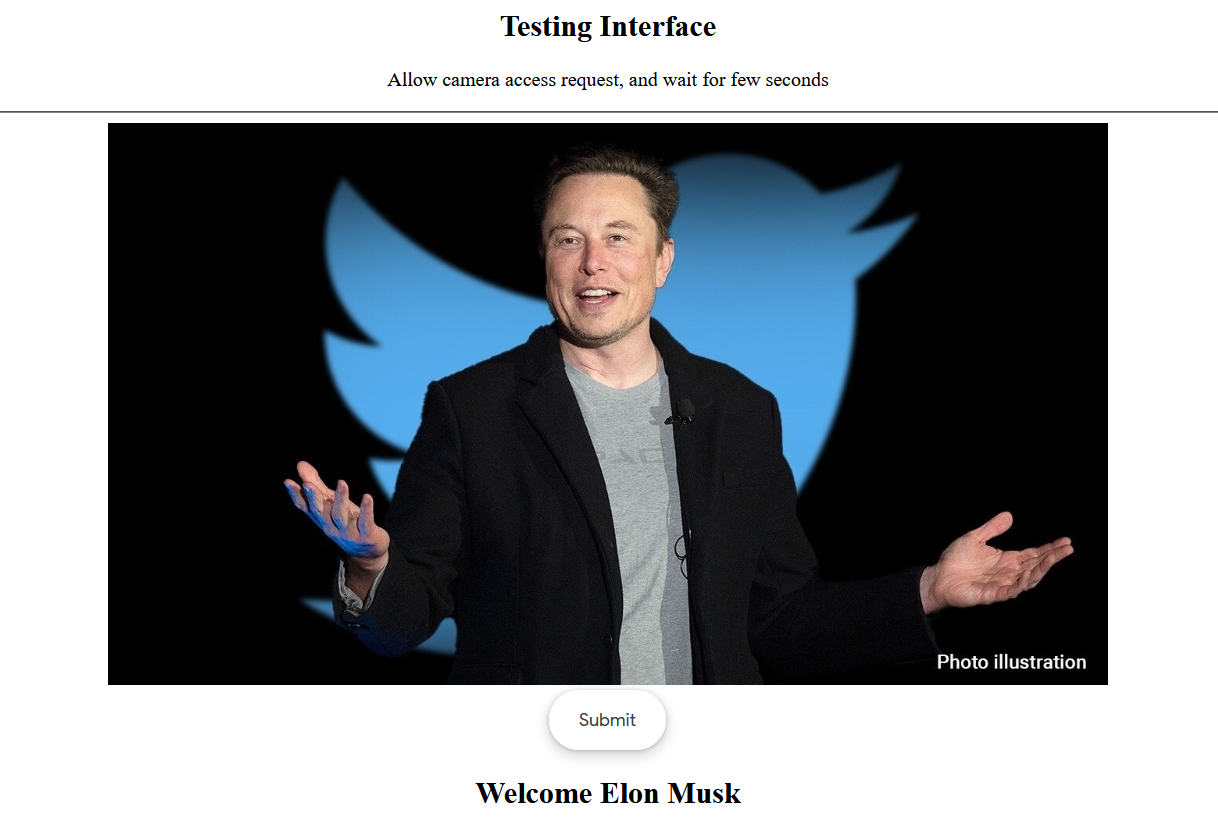 Testing Interface
Allow camera access request, and wait for few seconds
Photo illustration
Submit
Welcome Elon Musk